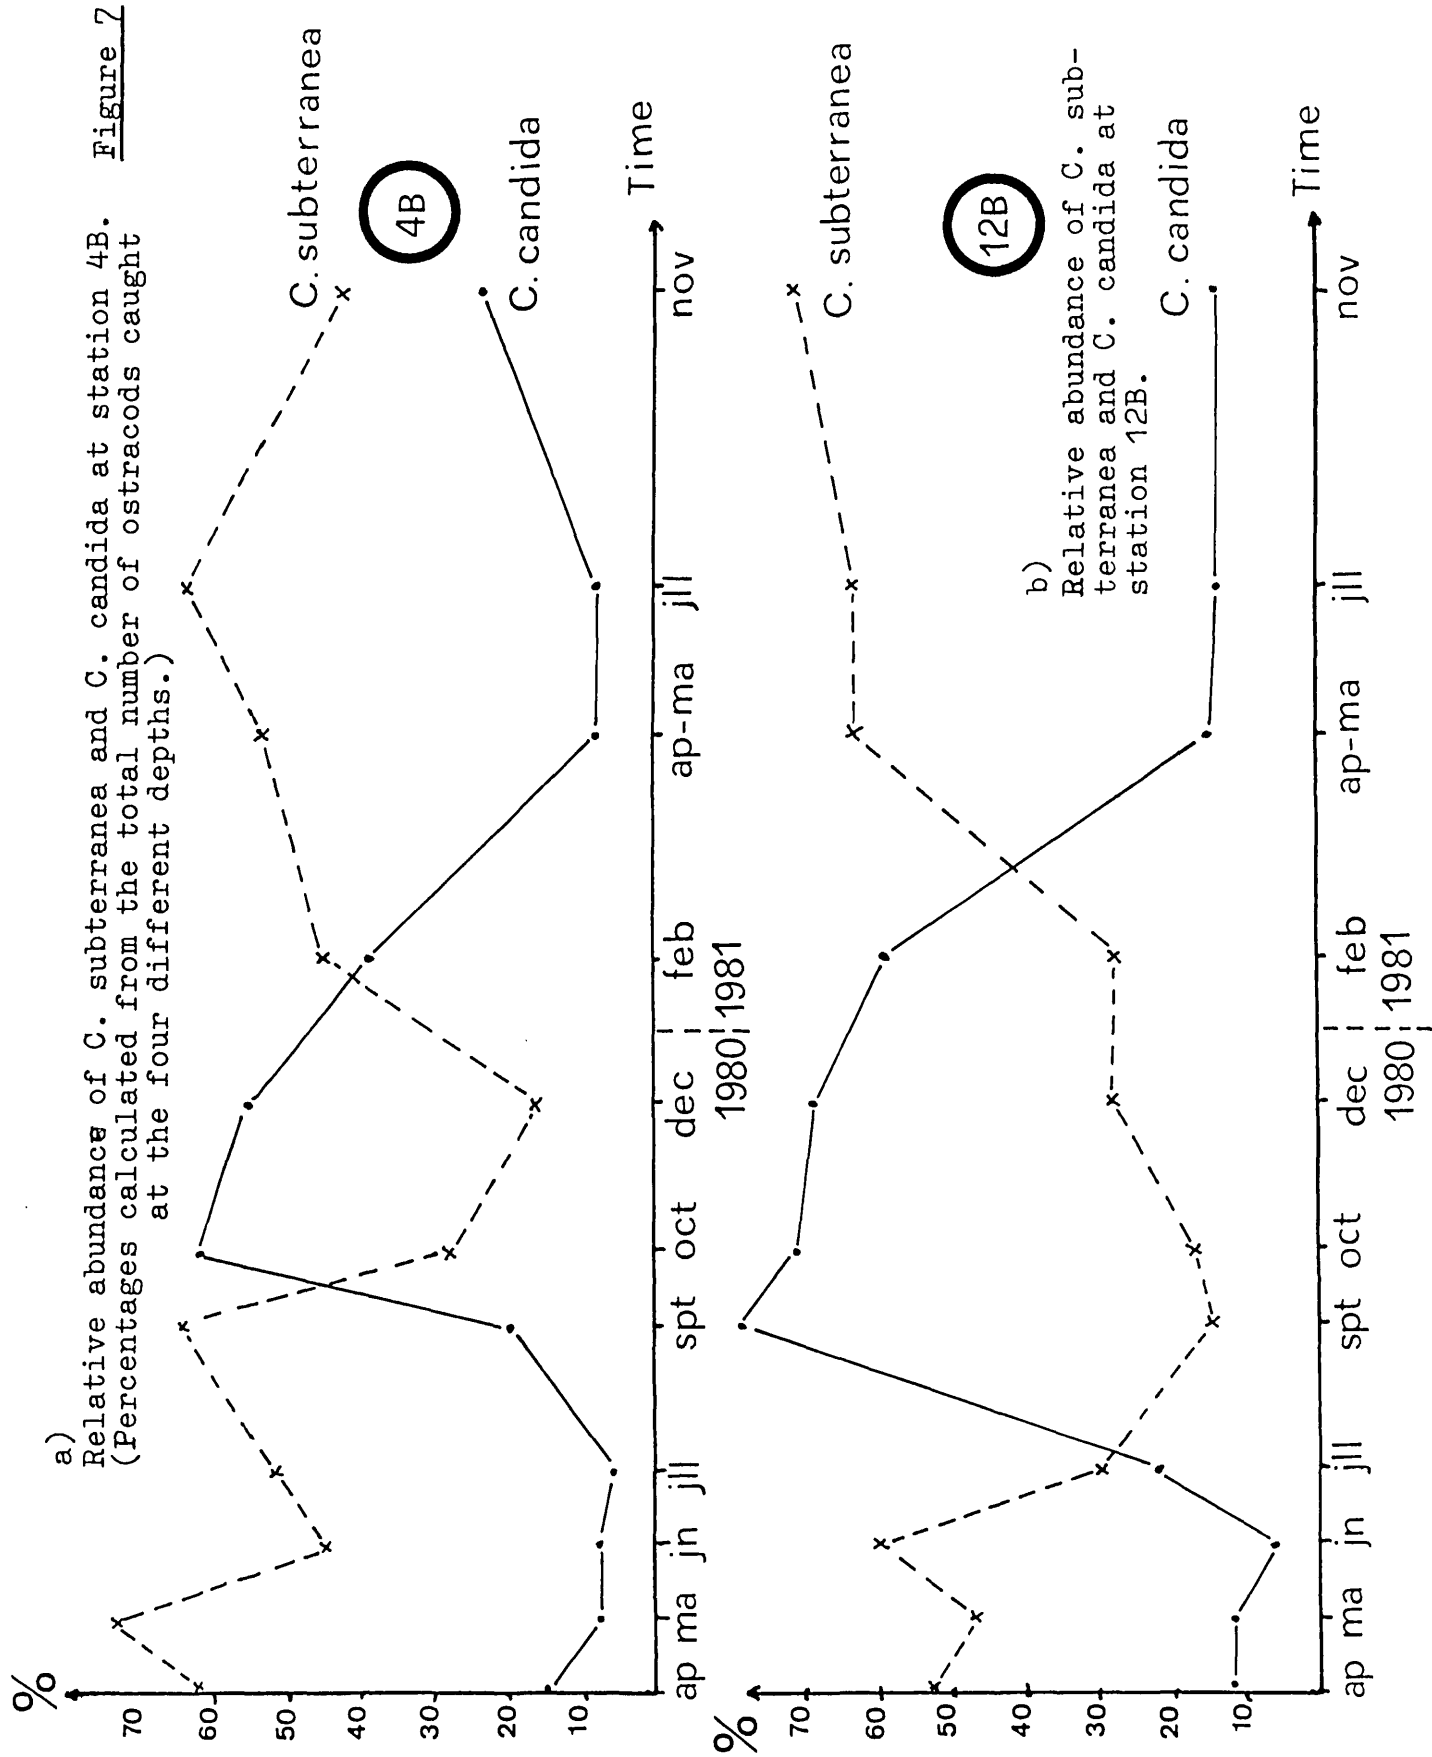 Figure 7
a)
Relative abundance of C. subterranea and C. candida at station 4B.
(Percentages calculated from the total number of ostracods caught
at the four different depths.)
%
70
60
50
40
30
20
10
C. subterranea
4B
C. candida
Time
ap ma jn jll spt oct dec feb ap-ma jll nov
1980 1981
%
70
60
50
40
30
20
10
C. subterranea
12B
b)
Relative abundance of C. sub-
terranea and C. candida at
station 12B.
C. candida
Time
ap ma jn jll spt oct dec feb ap-ma jll nov
1980 1981